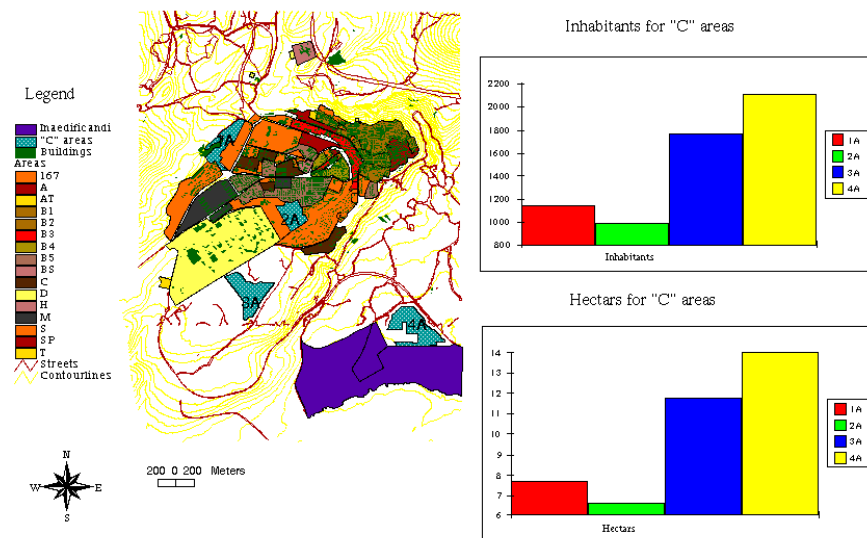 Legend
Inaedificandi
"C" areas
Buildings
Areas
167
A
AT
B1
B2
B3
B4
B5
BS
C
D
H
M
S
SP
T
Streets
Contourlines
N
W E
S
200 0 200 Meters
3A
4A
Inhabitants for "C" areas
2200
2000
1800
1600
1400
1200
1000
800
Inhabitants
1A
2A
3A
4A
Hectars for "C" areas
14
13
12
11
10
9
8
7
6
Hectars
1A
2A
3A
4A